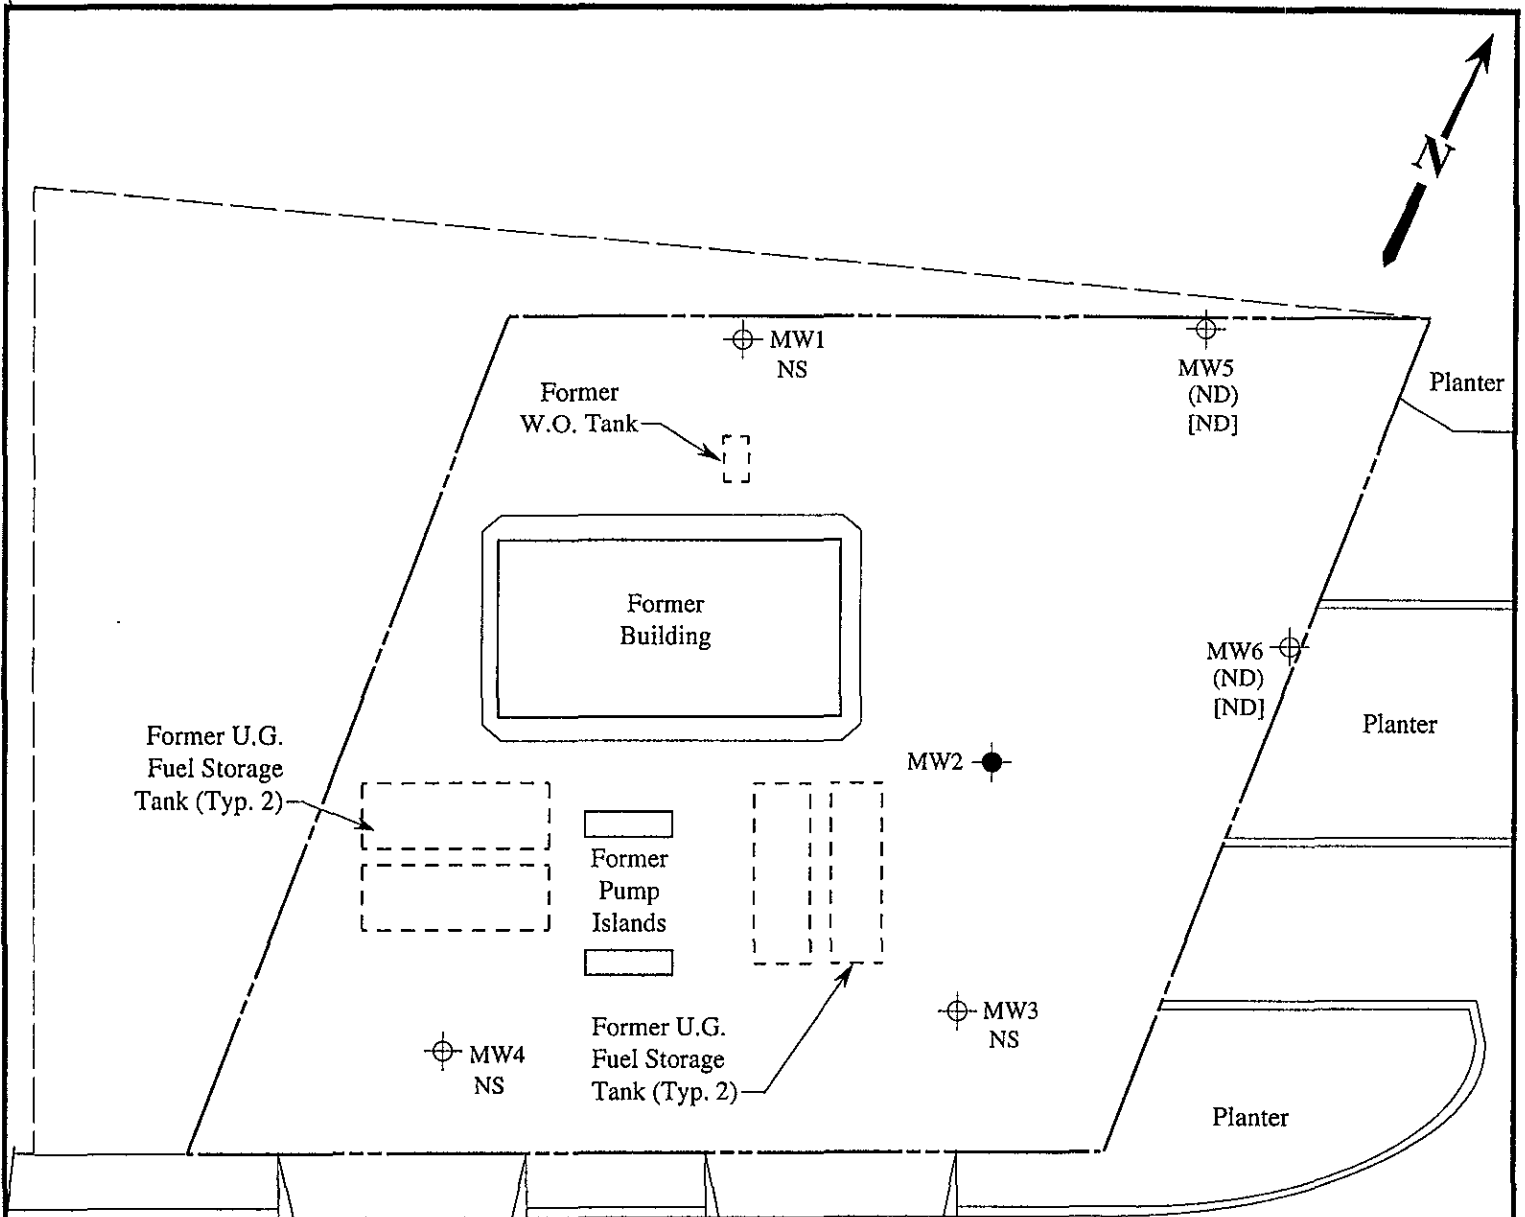 N
MW1
NS
MW5
(ND)
[ND]
Planter
Former
W.O. Tank
Former
Building
MW6
(ND)
[ND]
Planter
Former U.G.
Fuel Storage
Tank (Typ. 2)
MW2
Former
Pump
Islands
MW3
NS
Former U.G.
Fuel Storage
Tank (Typ. 2)
MW4
NS
Planter